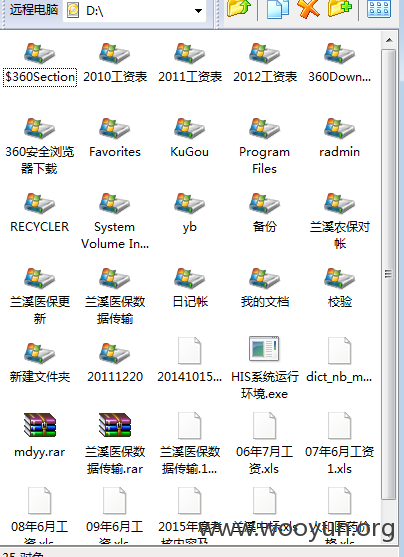 远程电脑 D:\
$360Section 2010工资表 2011工资表 2012工资表 360Down...
360安全浏览 Favorites KuGou Program radmin
器下载 Files
RECYCLER System yb 备份 兰溪农保对
Volume In... 帐
兰溪医保更 兰溪医保数 日记帐 我的文档 校验
新 据传输
新建文件夹 20111220 20141015... HIS系统运行 dict_nb_m...
环境.exe
mdyy.rar 兰溪医保数 兰溪医保数 06年7月工 07年6月工资
据传输.rar 据传输.1... 资.xls 1.xls
08年6月工 09年6月工 2015年 兰溪中标.xls
资.xls 资.xls
www.wooyun.org
25 对象